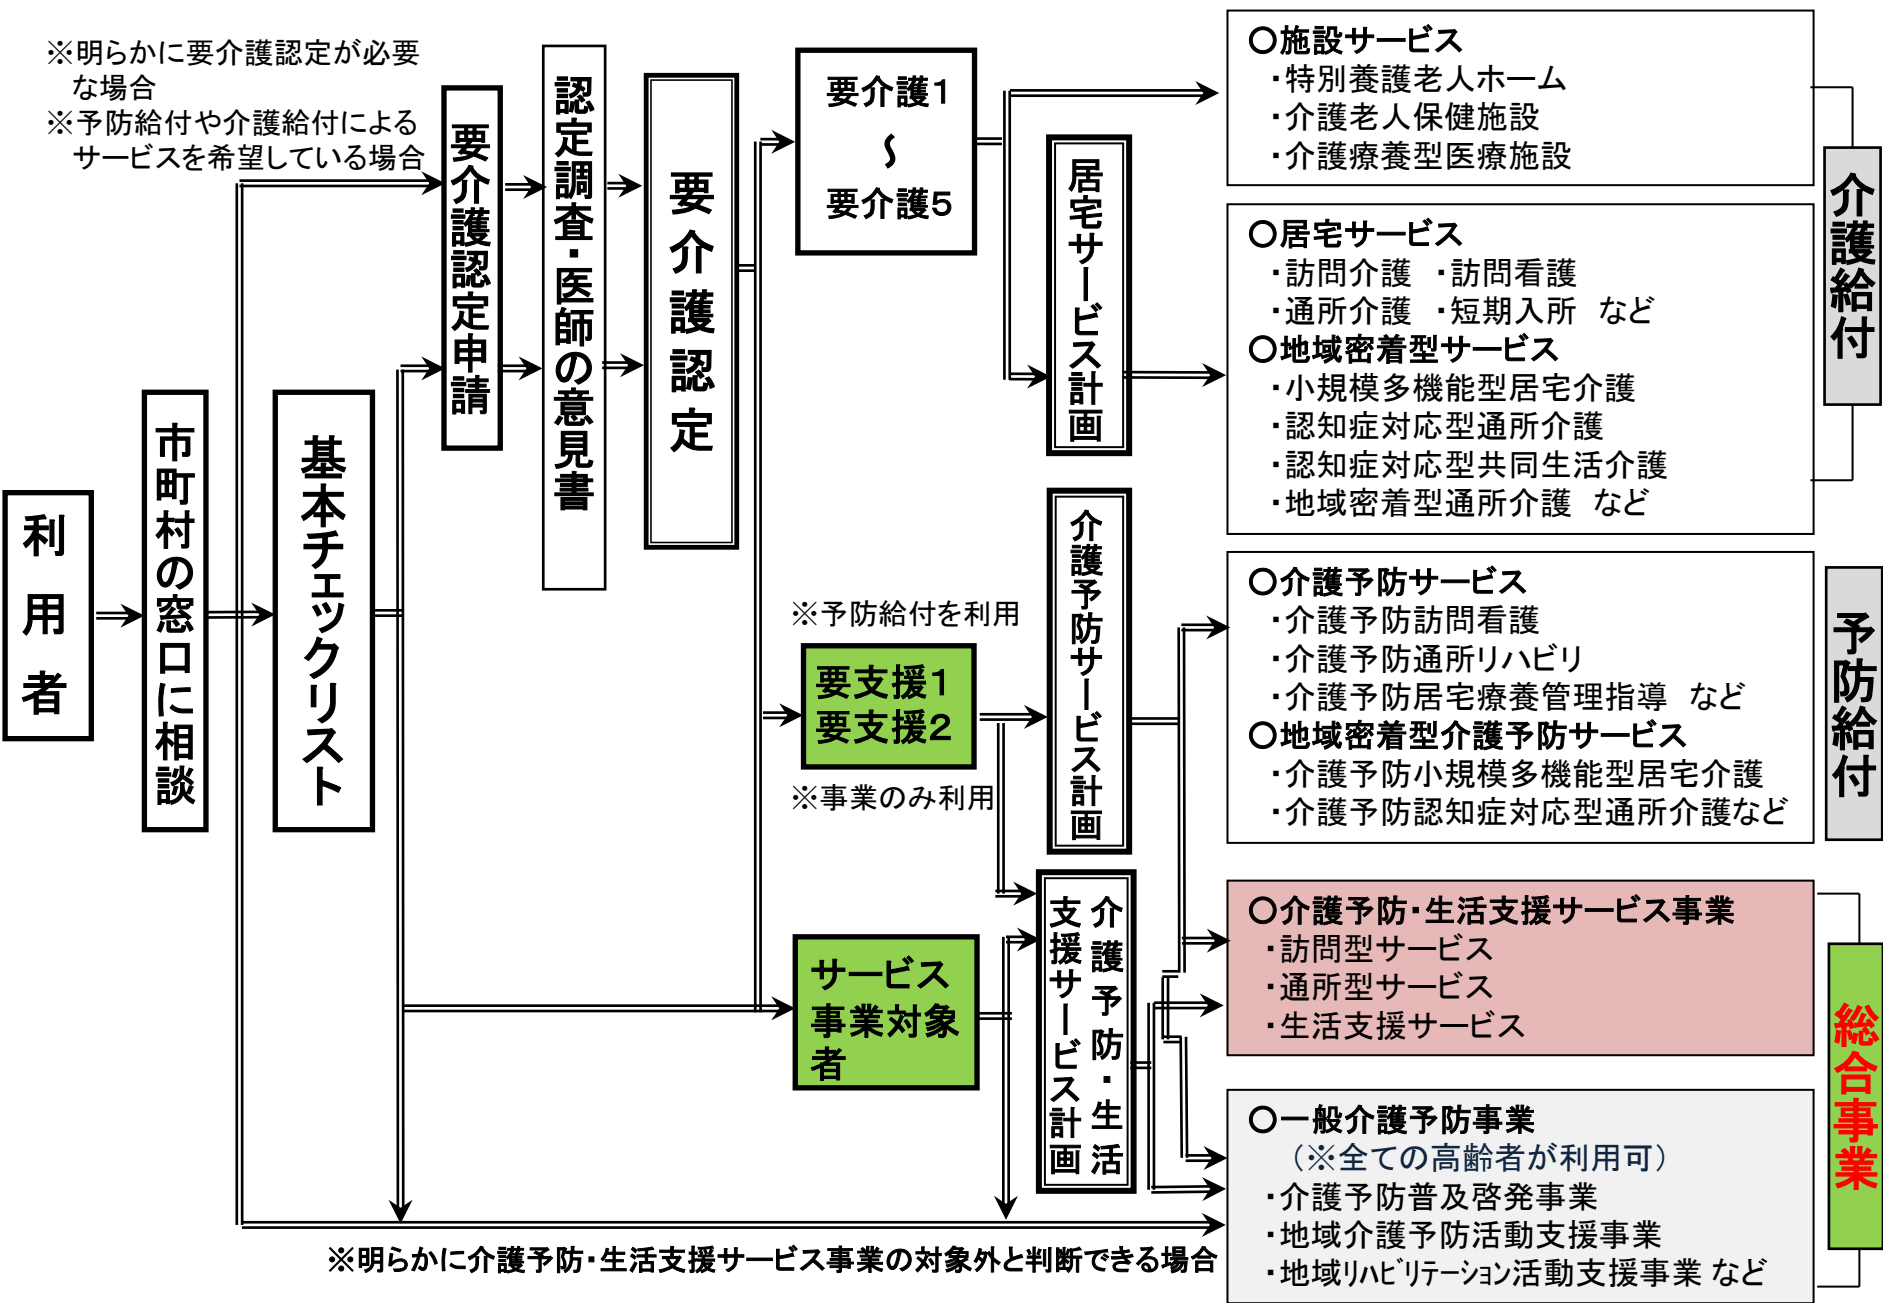 ※明らかに要介護認定が必要
な場合
※予防給付や介護給付による
サービスを希望している場合
利用者
市町村の窓口に相談
基本チェックリスト
要介護認定申請
認定調査・医師の意見書
要介護認定
要介護1
～
要介護5
居宅サービス計画
※予防給付を利用
要支援1
要支援2
※事業のみ利用
サービス
事業対象
者
介護予防サービス計画
介護予防・生活
支援サービス計画
○施設サービス
・特別養護老人ホーム
・介護老人保健施設
・介護療養型医療施設
○居宅サービス
・訪問介護 ・訪問看護
・通所介護 ・短期入所 など
○地域密着型サービス
・小規模多機能型居宅介護
・認知症対応型通所介護
・認知症対応型共同生活介護
・地域密着型通所介護 など
介護給付
○介護予防サービス
・介護予防訪問看護
・介護予防通所リハビリ
・介護予防居宅療養管理指導 など
○地域密着型介護予防サービス
・介護予防小規模多機能型居宅介護
・介護予防認知症対応型通所介護など
予防給付
○介護予防・生活支援サービス事業
・訪問型サービス
・通所型サービス
・生活支援サービス
○一般介護予防事業
（※全ての高齢者が利用可）
・介護予防普及啓発事業
・地域介護予防活動支援事業
・地域ﾘﾊﾋﾞﾘﾃｰｼｮﾝ活動支援事業 など
総合事業
※明らかに介護予防・生活支援サービス事業の対象外と判断できる場合